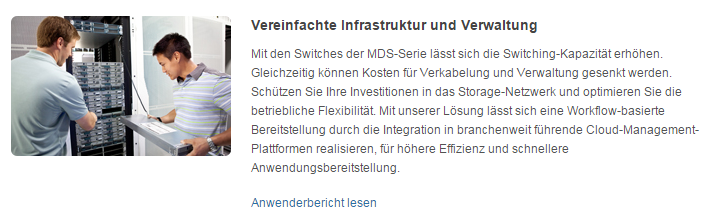 Vereinfachte Infrastruktur und Verwaltung
Mit den Switches der MDS-Serie lässt sich die Switching-Kapazität erhöhen.
Gleichzeitig können Kosten für Verkabelung und Verwaltung gesenkt werden.
Schützen Sie Ihre Investitionen in das Storage-Netzwerk und optimieren Sie die
betriebliche Flexibilität. Mit unserer Lösung lässt sich eine Workflow-basierte
Bereitstellung durch die Integration in branchenweit führende Cloud-Management-
Plattformen realisieren, für höhere Effizienz und schnellere
Anwendungsbereitstellung.
Anwenderbericht lesen